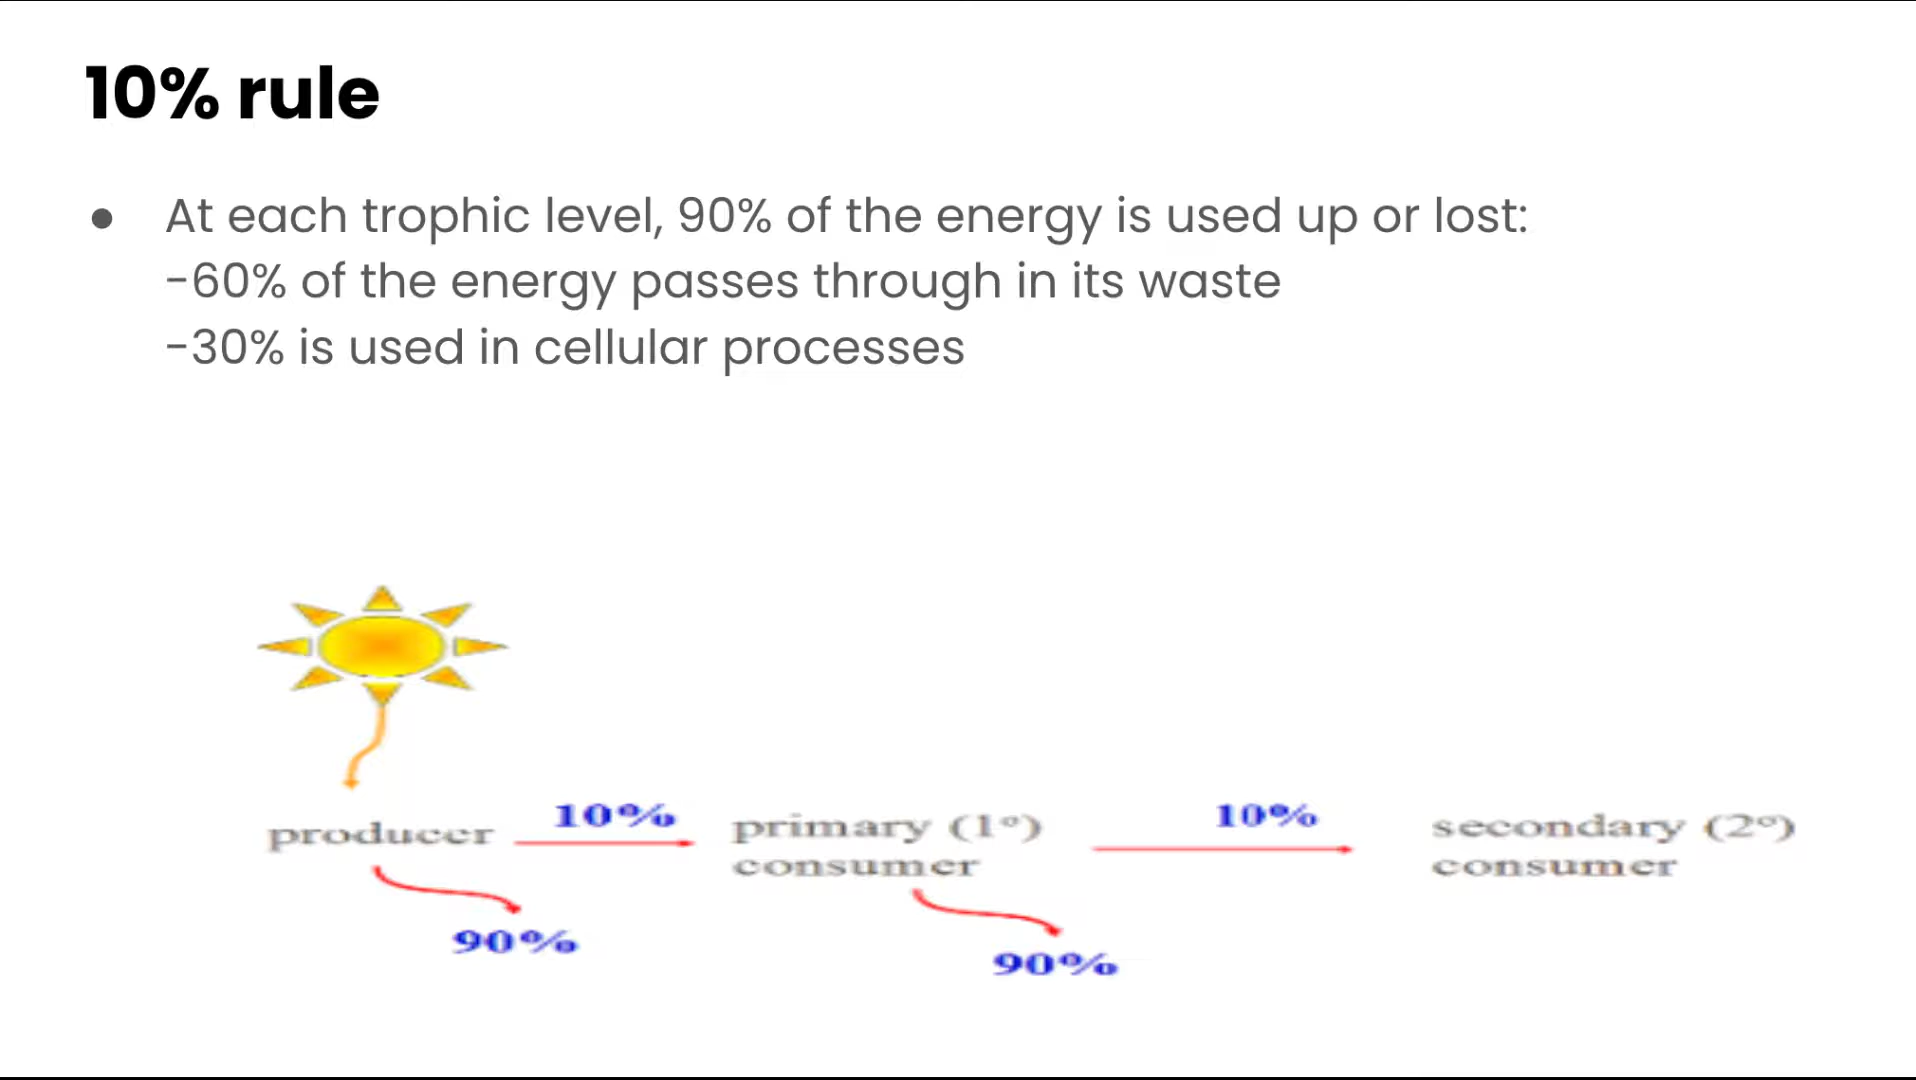 10% rule
● At each trophic level, 90% of the energy is used up or lost:
-60% of the energy passes through in its waste
-30% is used in cellular processes
producer
10%
primary (1°)
consumer
10%
secondary (2°)
consumer
90%
90%